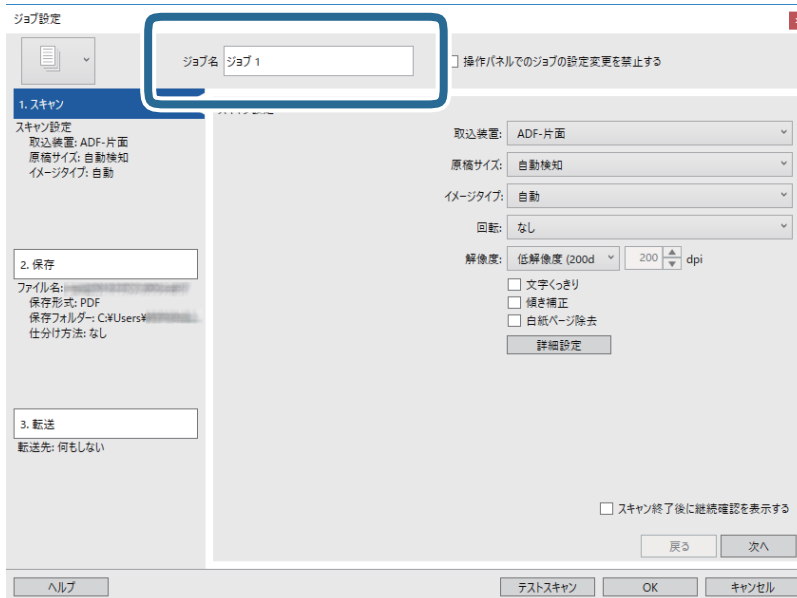 ジョブ設定
ジョブ名 ジョブ 1
操作パネルでのジョブの設定変更を禁止する
1. スキャン
スキャン設定
取込装置: ADF-片面
原稿サイズ: 自動検知
イメージタイプ: 自動
2. 保存
ファイル名:
保存形式: PDF
保存フォルダー: C:¥Users¥
仕分け方法: なし
3. 転送
転送先: 何もしない
取込装置: ADF-片面
原稿サイズ: 自動検知
イメージタイプ: 自動
回転: なし
解像度: 低解像度 (200d 200 dpi
文字くっきり
傾き補正
白紙ページ除去
詳細設定
スキャン終了後に継続確認を表示する
戻る 次へ
ヘルプ テストスキャン OK キャンセル